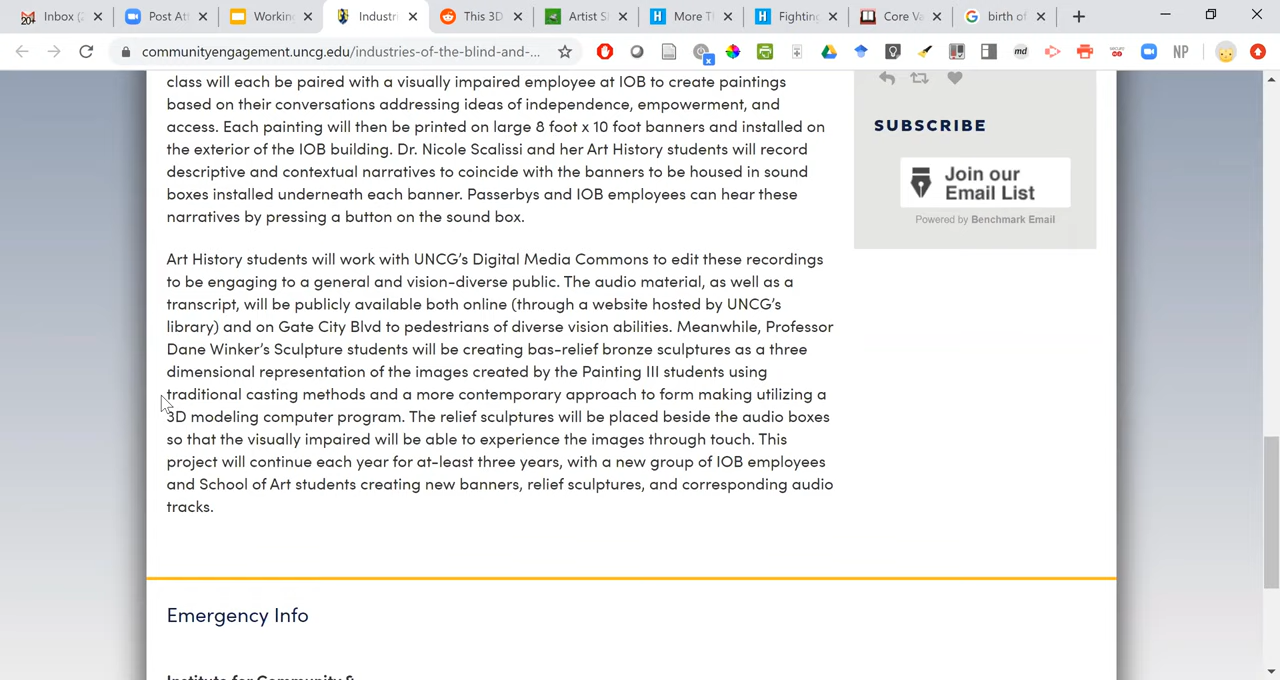 Inbox (2
Post Att
Working
Industri
This 3D
Artist S
More Th
Fighting
Core Va
birth of
communityengagement.uncg.edu/industries-of-the-blind-and-...
md
NP
class will each be paired with a visually impaired employee at IOB to create paintings
based on their conversations addressing ideas of independence, empowerment, and
access. Each painting will then be printed on large 8 foot x 10 foot banners and installed on
the exterior of the IOB building. Dr. Nicole Scalissi and her Art History students will record
descriptive and contextual narratives to coincide with the banners to be housed in sound
boxes installed underneath each banner. Passerbys and IOB employees can hear these
narratives by pressing a button on the sound box.
Art History students will work with UNCG’s Digital Media Commons to edit these recordings
to be engaging to a general and vision-diverse public. The audio material, as well as a
transcript, will be publicly available both online (through a website hosted by UNCG’s
library) and on Gate City Blvd to pedestrians of diverse vision abilities. Meanwhile, Professor
Dane Winker’s Sculpture students will be creating bas-relief bronze sculptures as a three
dimensional representation of the images created by the Painting III students using
traditional casting methods and a more contemporary approach to form making utilizing a
3D modeling computer program. The relief sculptures will be placed beside the audio boxes
so that the visually impaired will be able to experience the images through touch. This
project will continue each year for at-least three years, with a new group of IOB employees
and School of Art students creating new banners, relief sculptures, and corresponding audio
tracks.
SUBSCRIBE
Join our
Email List
Powered by Benchmark Email
Emergency Info
Institute for Community &